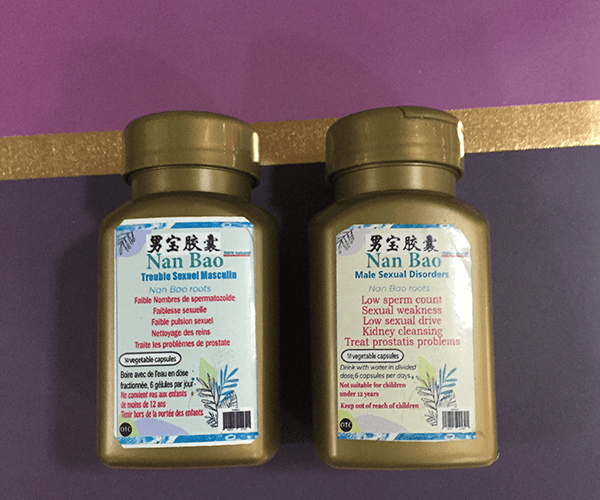 男宝胶囊
Nan Bao
Trouble Sexuel Masculin
Nan Bao roots
Faible Nombres de spermatozoïde
Faiblesse sexuelle
Faible pulsion sexuel
Nettoyage des reins
Traite les problèmes de prostate
50 vegetable capsules
Boire avec de l'eau en dose
fractionnée, 6 gélules par jour
Ne convient pas aux enfants
de moins de 12 ans
Tenir hors de la portée des enfants
OTC
男宝胶囊
Nan Bao
Male Sexual Disorders
Nan Bao roots
Low sperm count
Sexual weakness
Low sexual drive
Kidney cleansing
Treat prostatis problems
50 vegetable capsules
Drink with water in divided
dose,6 capsules per days
Not suitable for children
under 12 years
Keep out of reach of children
OTC